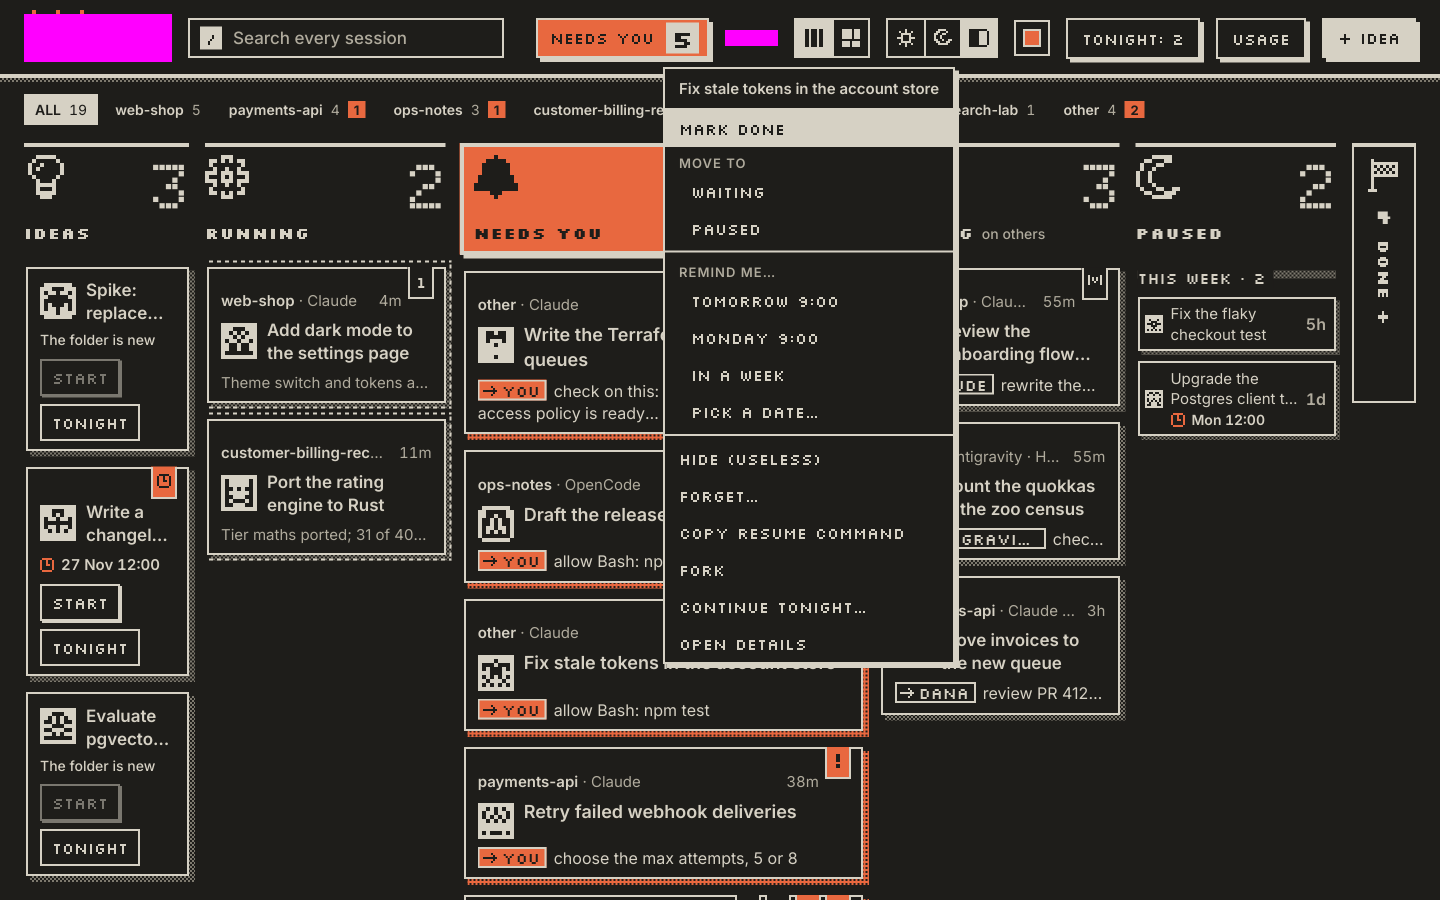 / Search every session
NEEDS YOU 5
TONIGHT: 2
USAGE
+ IDEA
ALL 19
web-shop 5
payments-api 4 1
ops-notes 3 1
customer-billing-re
earch-lab 1
other 4 2
Fix stale tokens in the account store
MARK DONE
MOVE TO
WAITING
PAUSED
REMIND ME…
TOMORROW 9:00
MONDAY 9:00
IN A WEEK
PICK A DATE…
HIDE (USELESS)
FORGET…
COPY RESUME COMMAND
FORK
CONTINUE TONIGHT…
OPEN DETAILS
3
IDEAS
Spike:
replace…
The folder is new
START
TONIGHT
Write a
changel…
27 Nov 12:00
START
TONIGHT
Evaluate
pgvecto…
The folder is new
START
TONIGHT
2
RUNNING
1
web-shop · Claude 4m
Add dark mode to
the settings page
Theme switch and tokens a…
customer-billing-rec… 11m
Port the rating
engine to Rust
Tier maths ported; 31 of 40…
NEEDS YOU
other · Claude
Write the Terrafo
queues
→ YOU check on this:
access policy is ready…
ops-notes · OpenCode
Draft the release
→ YOU allow Bash: np
other · Claude
Fix stale tokens in the account store
→ YOU allow Bash: npm test
!
payments-api · Claude 38m
Retry failed webhook deliveries
→ YOU choose the max attempts, 5 or 8
3
G on others
p · Clau… 55m
eview the
nboarding flow…
UDE rewrite the…
ntigravity · H… 55m
ount the quokkas
the zoo census
GRAVI… chec…
s-api · Claude … 3h
ove invoices to
e new queue
→ DANA review PR 412…
2
PAUSED
THIS WEEK · 2
Fix the flaky
checkout test
5h
Upgrade the
Postgres client t…
1d
Mon 12:00
4 DONE +